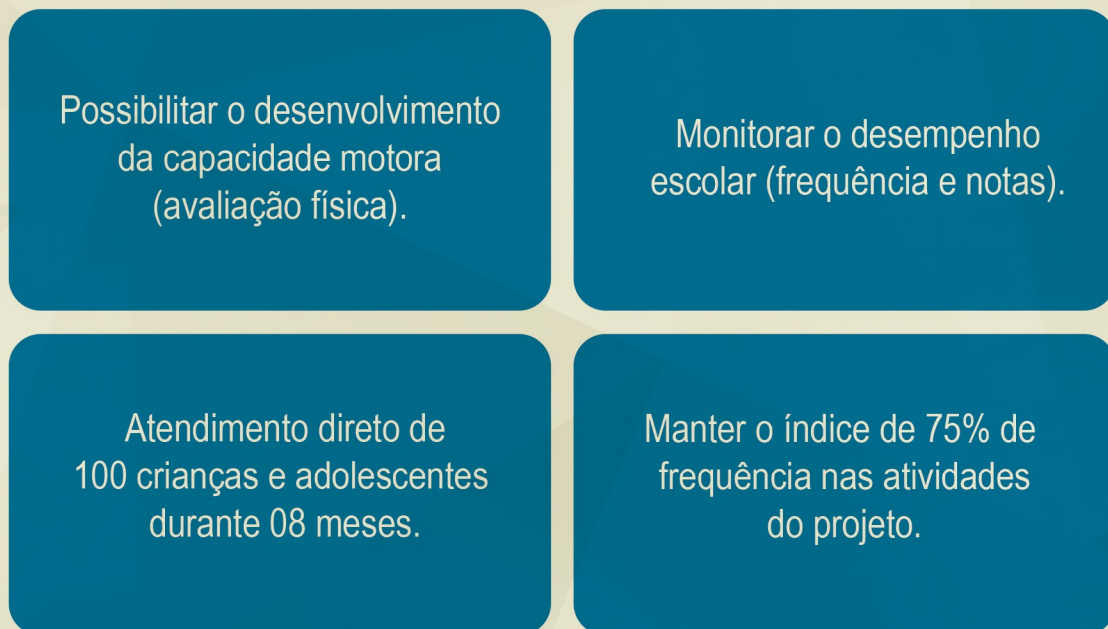 Possibilitar o desenvolvimento
da capacidade motora
(avaliação física).
Monitorar o desempenho
escolar (frequência e notas).
Atendimento direto de
100 crianças e adolescentes
durante 08 meses.
Manter o índice de 75% de
frequência nas atividades
do projeto.